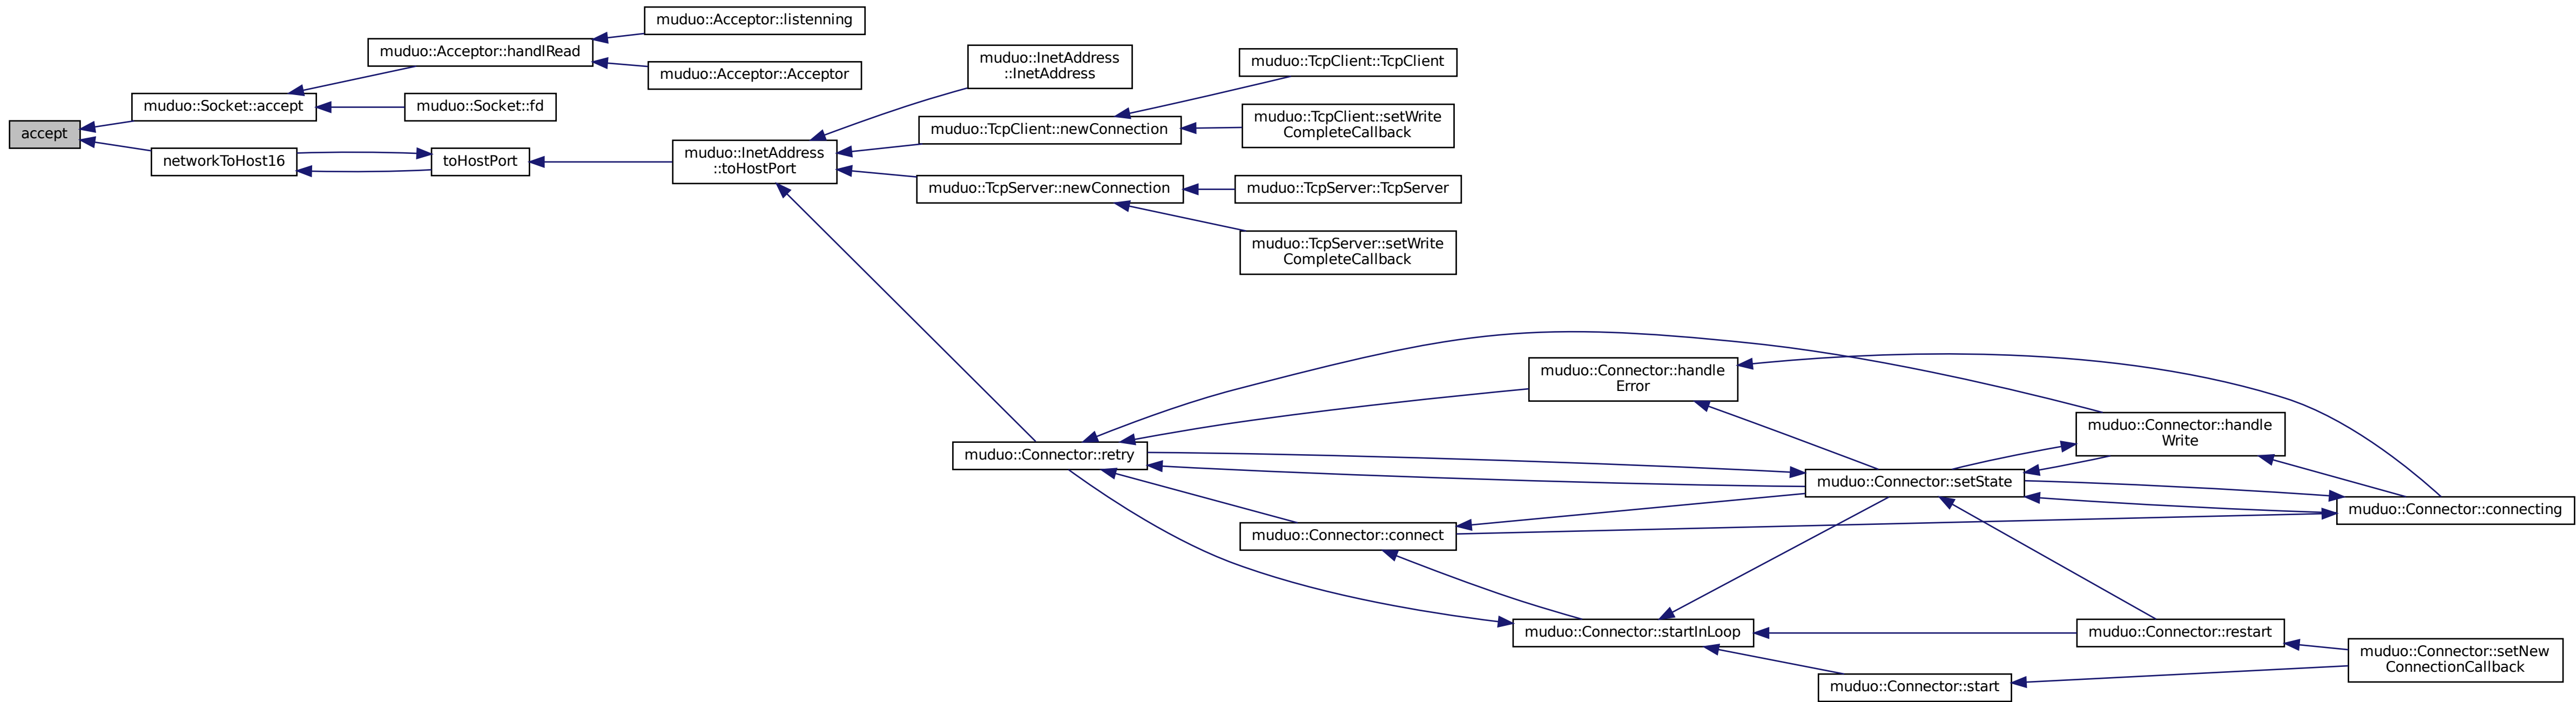 muduo::Acceptor::listenning
muduo::Acceptor::handlRead
muduo::Acceptor::Acceptor
muduo::Socket::accept
muduo::Socket::fd
accept
networkToHost16
toHostPort
muduo::InetAddress
::toHostPort
muduo::InetAddress
::InetAddress
muduo::TcpClient::newConnection
muduo::TcpClient::TcpClient
muduo::TcpClient::setWrite
CompleteCallback
muduo::TcpServer::newConnection
muduo::TcpServer::TcpServer
muduo::TcpServer::setWrite
CompleteCallback
muduo::Connector::retry
muduo::Connector::handle
Error
muduo::Connector::handle
Write
muduo::Connector::setState
muduo::Connector::connecting
muduo::Connector::connect
muduo::Connector::startInLoop
muduo::Connector::restart
muduo::Connector::start
muduo::Connector::setNew
ConnectionCallback